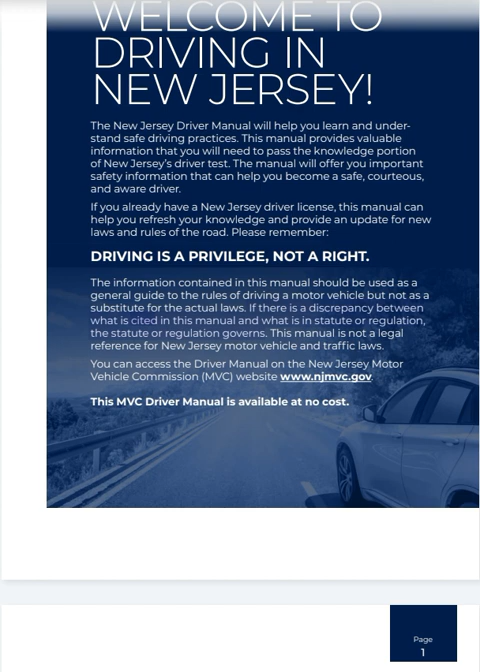 WELCOME TO
DRIVING IN
NEW JERSEY!
The New Jersey Driver Manual will help you learn and under-
stand safe driving practices. This manual provides valuable
information that you will need to pass the knowledge portion
of New Jersey's driver test. The manual will offer you important
safety information that can help you become a safe, courteous,
and aware driver.
If you already have a New Jersey driver license, this manual can
help you refresh your knowledge and provide an update for new
laws and rules of the road. Please remember:
DRIVING IS A PRIVILEGE, NOT A RIGHT.
The information contained in this manual should be used as a
general guide to the rules of driving a motor vehicle but not as a
substitute for the actual laws. If there is a discrepancy between
what is cited in this manual and what is in statute or regulation,
the statute or regulation governs. This manual is not a legal
reference for New Jersey motor vehicle and traffic laws.
You can access the Driver Manual on the New Jersey Motor
Vehicle Commission (MVC) website www.njmvc.gov
This MVC Driver Manual is available at no cost.
Page
1